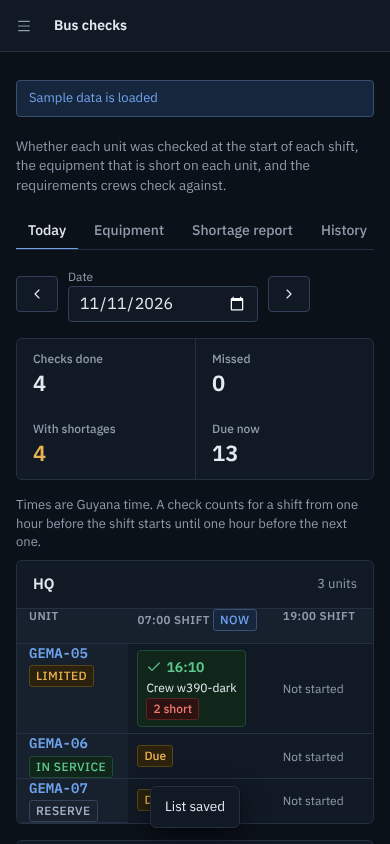 Bus checks
Sample data is loaded
Whether each unit was checked at the start of each shift,
the equipment that is short on each unit, and the
requirements crews check against.
Today Equipment Shortage report History
Date
11/11/2026
Checks done Missed
4 0
With shortages Due now
4 13
Times are Guyana time. A check counts for a shift from one
hour before the shift starts until one hour before the next
one.
HQ 3 units
UNIT 07:00 SHIFT NOW 19:00 SHIFT
GEMA-05
LIMITED
16:10
Crew w390-dark
2 short
Not started
GEMA-06
IN SERVICE
Due
Not started
GEMA-07
RESERVE
Not started
List saved